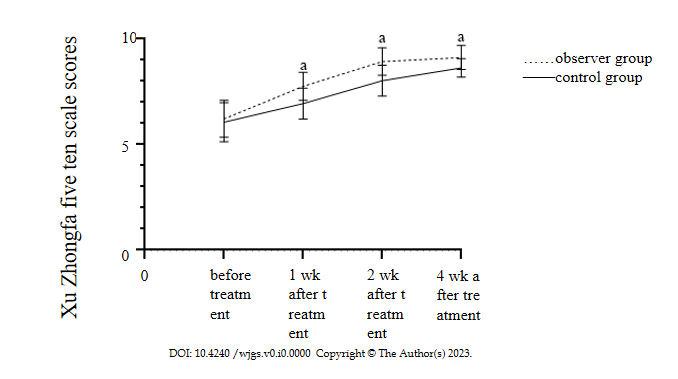 Xu Zhongfa five ten scale scores
10
5
0
a
a
a
......observer group
control group
0
before
treatm
ent
1 wk
after t
reatm
ent
2 wk
after t
reatm
ent
4 wk a
fter tre
atment
DOI: 10.4240 /wjgs.v0.i0.0000 Copyright © The Author(s) 2023.